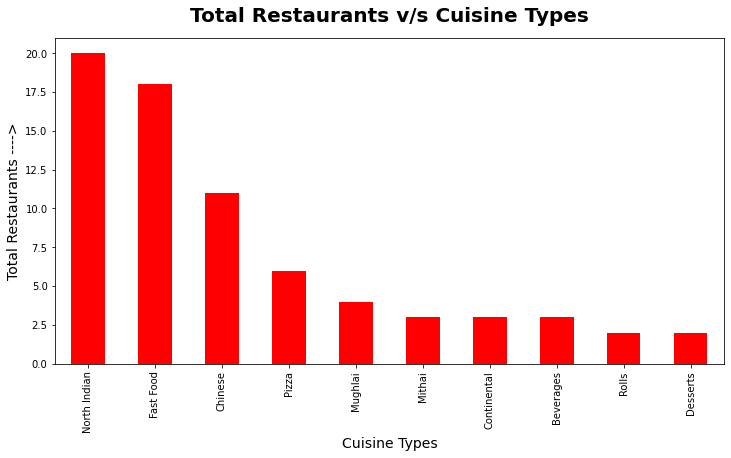 Total Restaurants v/s Cuisine Types
Total Restaurants ---->
20.0
17.5
15.0
12.5
10.0
7.5
5.0
2.5
0.0
North Indian
Fast Food
Chinese
Pizza
Mughlai
Mithai
Continental
Beverages
Rolls
Desserts
Cuisine Types